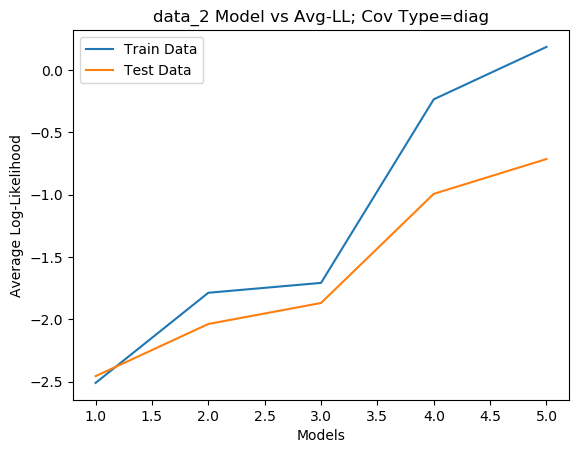 data_2 Model vs Avg-LL; Cov Type=diag
Train Data
Test Data
Average Log-Likelihood
0.0
−0.5
−1.0
−1.5
−2.0
−2.5
1.0 1.5 2.0 2.5 3.0 3.5 4.0 4.5 5.0
Models